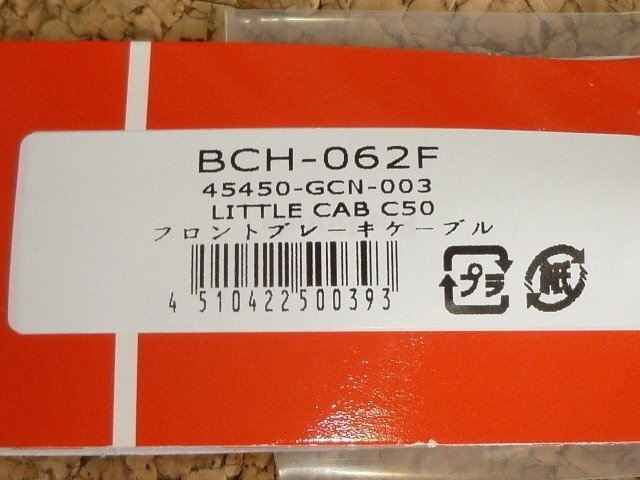 BCH-062F
45450-GCN-003
LITTLE CAB C50
フロントブレーキケーブル
4 510422 500393
プラ
紙